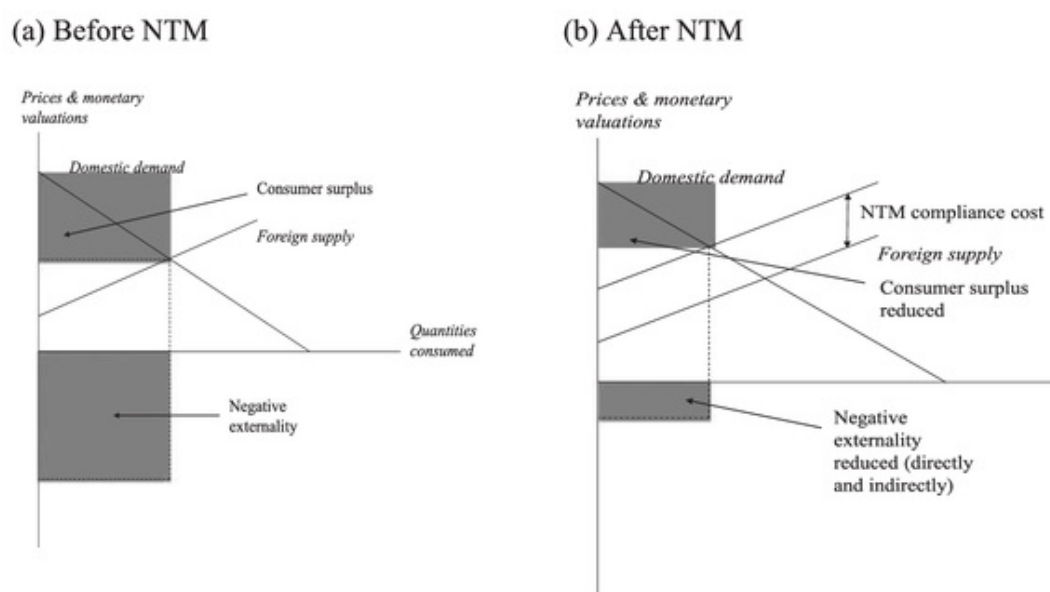 (a) Before NTM
Prices & monetary
valuations
Domestic demand
Consumer surplus
Foreign supply
Quantities
consumed
Negative
externality
(b) After NTM
Prices & monetary
valuations
Domestic demand
NTM compliance cost
Foreign supply
Consumer surplus
reduced
Negative
externality
reduced (directly
and indirectly)